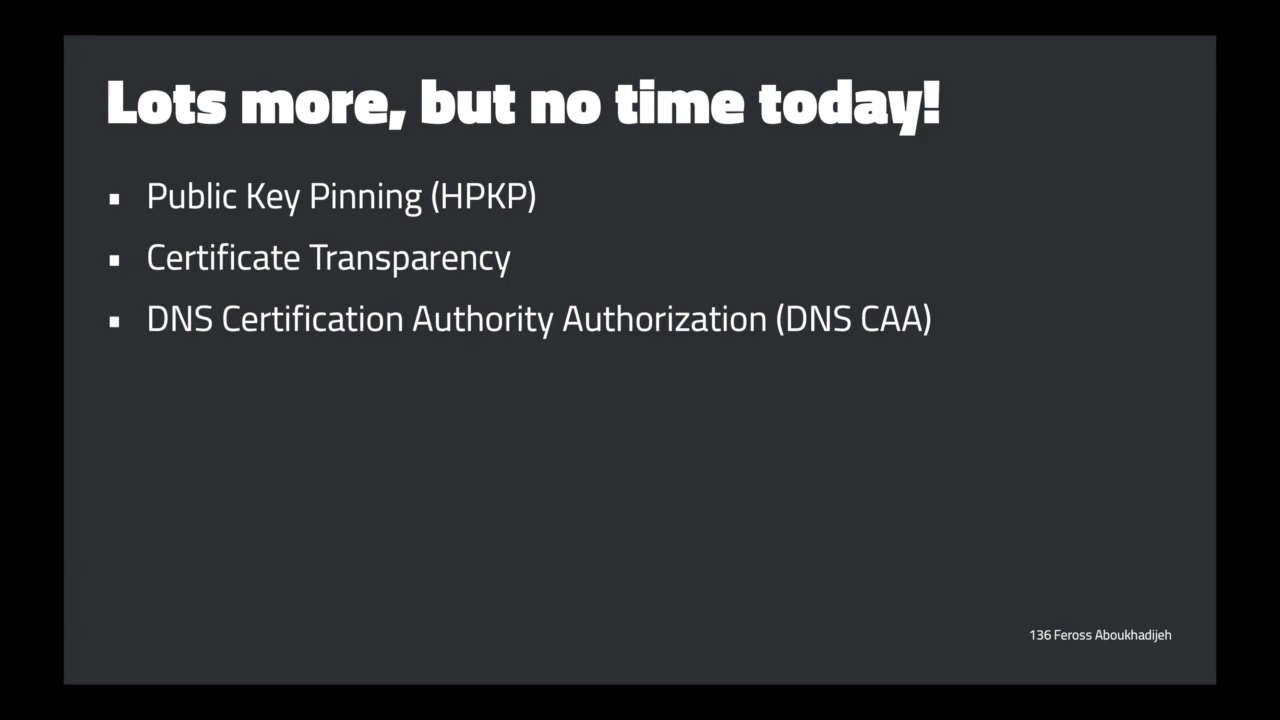 Lots more, but no time today!
▪ Public Key Pinning (HPKP)
▪ Certificate Transparency
▪ DNS Certification Authority Authorization (DNS CAA)
136 Feross Aboukhadijeh